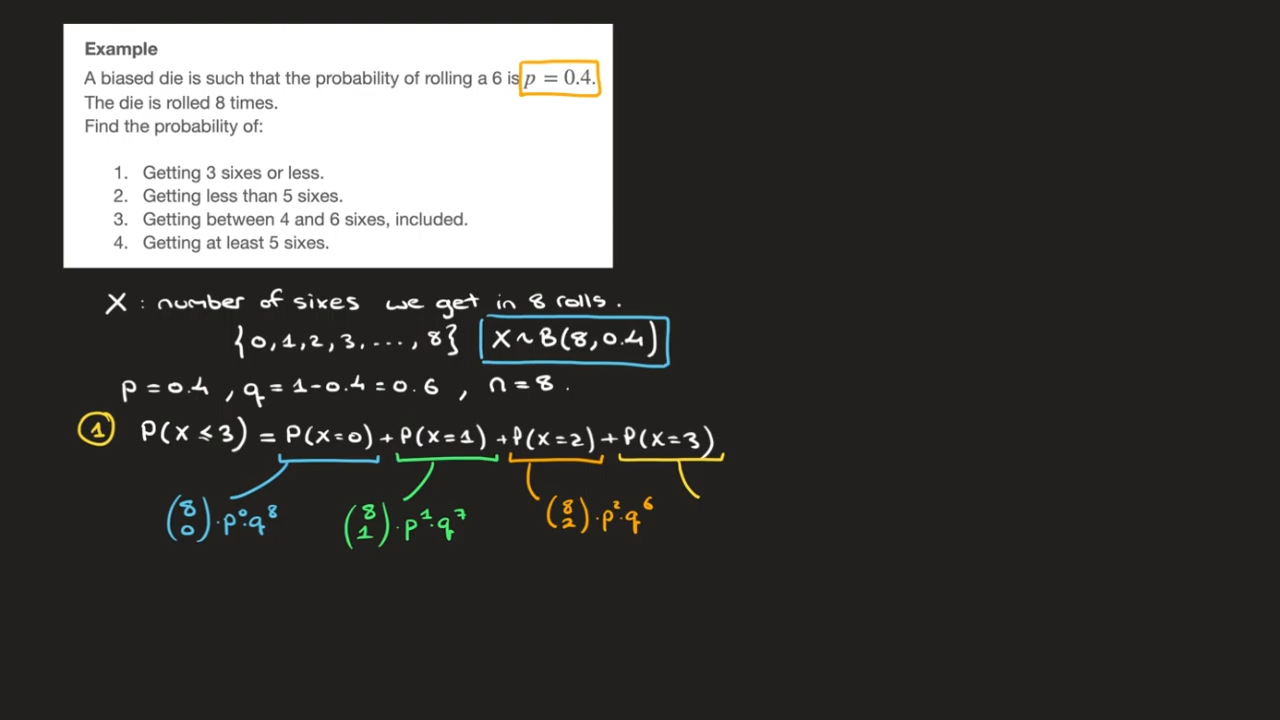 Example
A biased die is such that the probability of rolling a 6 is p = 0.4.
The die is rolled 8 times.
Find the probability of:
1. Getting 3 sixes or less.
2. Getting less than 5 sixes.
3. Getting between 4 and 6 sixes, included.
4. Getting at least 5 sixes.
X : number of sixes we get in 8 rolls.
{0,1,2,3,...,8} X~B(8,0.4)
p=0.4, q=1-0.4=0.6, n=8.
① P(X≤3) = P(X=0) + P(X=1) + P(X=2) + P(X=3)
(8 0)·p⁰·q⁸ (8 1)·p¹·q⁷ (8 2)·p²·q⁶